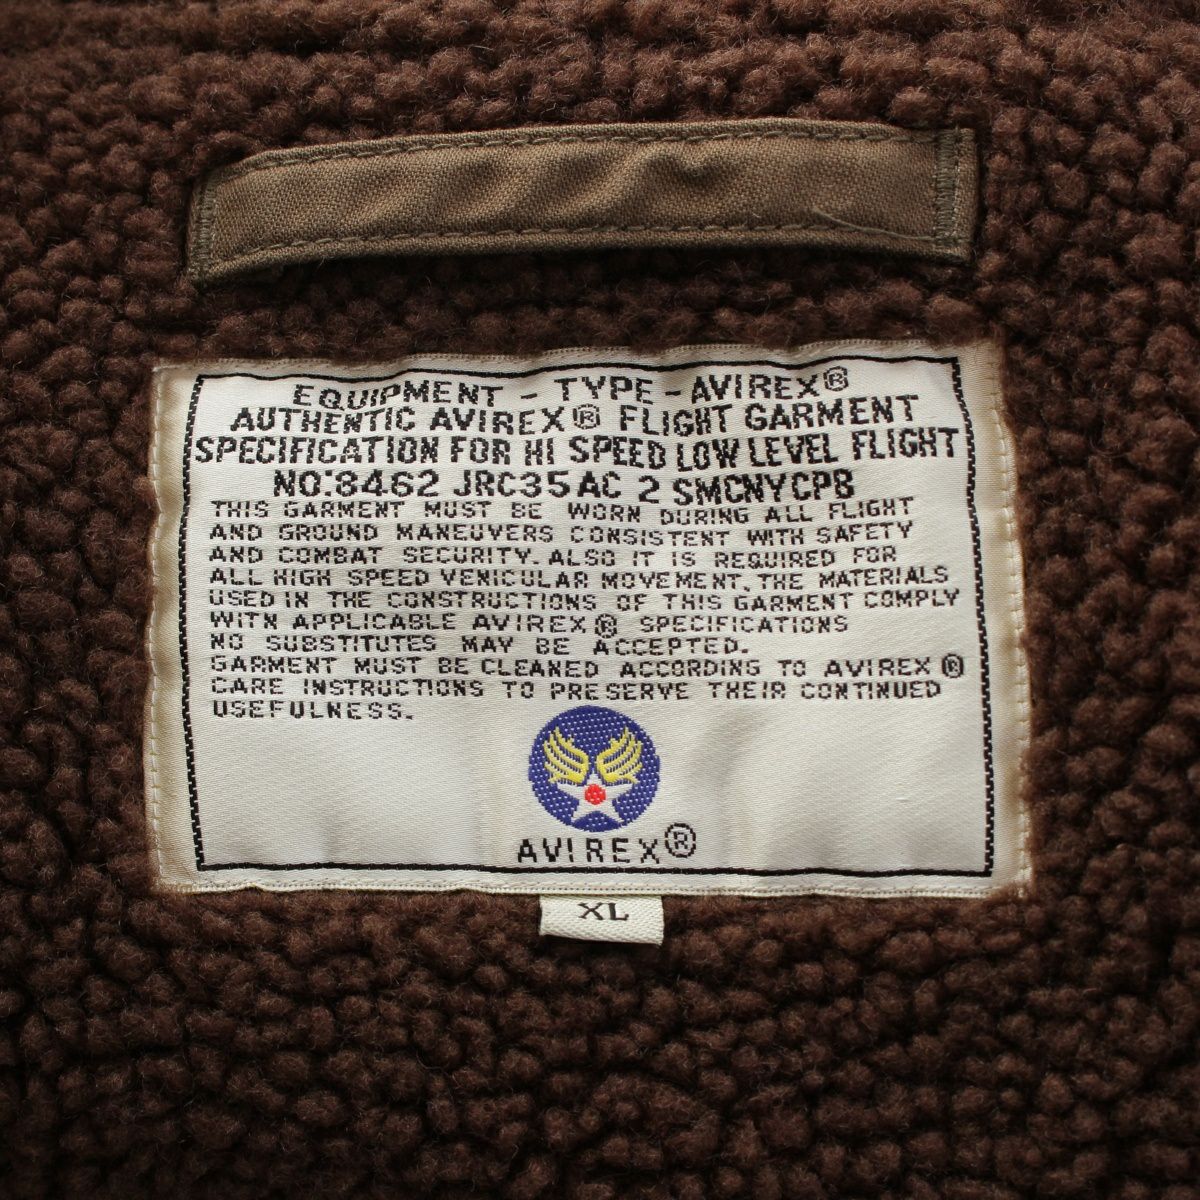 EQUIPMENT - TYPE - AVIREX®
AUTHENTIC AVIREX® FLIGHT GARMENT
SPECIFICATION FOR HI SPEED LOW LEVEL FLIGHT
NO:8462 JRC35AC 2 SMCNYCPB
THIS GARMENT MUST BE WORN DURING ALL FLIGHT
AND GROUND MANEUVERS CONSISTENT WITH SAFETY
AND COMBAT SECURITY. ALSO IT IS REQUIRED FOR
ALL HIGH SPEED VENICULAR MOVEMENT, THE MATERIALS
USED IN THE CONSTRUCTIONS OF THIS GARMENT COMPLY
WITH APPLICABLE AVIREX® SPECIFICATIONS
NO SUBSTITUTES MAY BE ACCEPTED.
GARMENT MUST BE CLEANED ACCORDING TO AVIREX®
CARE INSTRUCTIONS TO PRESERVE THEIR CONTINUED
USEFULNESS.
AVIREX®
XL